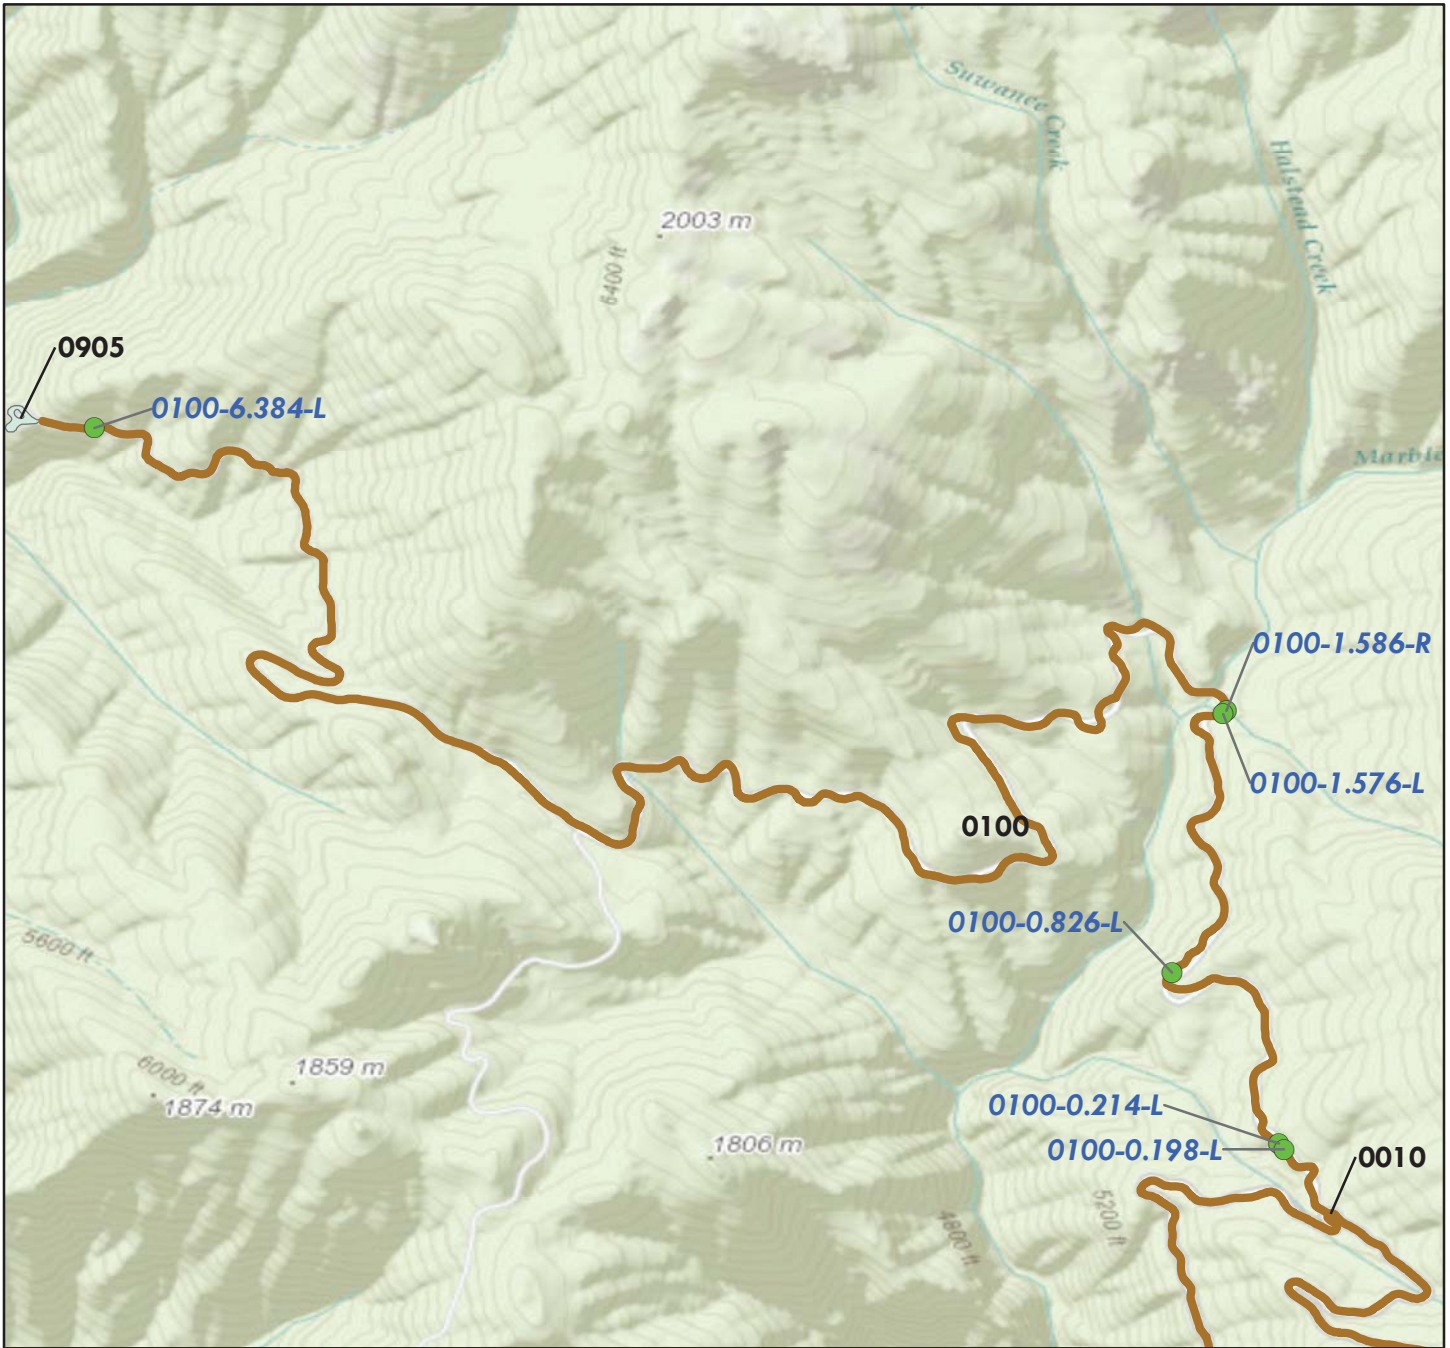 Suwanee Creek
Halstead Creek
2003 m
6400 ft
0905
0100-6.384-L
Marble
0100-1.586-R
0100-1.576-L
0100
0100-0.826-L
5600 ft
6000 ft
1859 m
1874 m
0100-0.214-L
1806 m
0100-0.198-L
0010
5200 ft
4800 ft